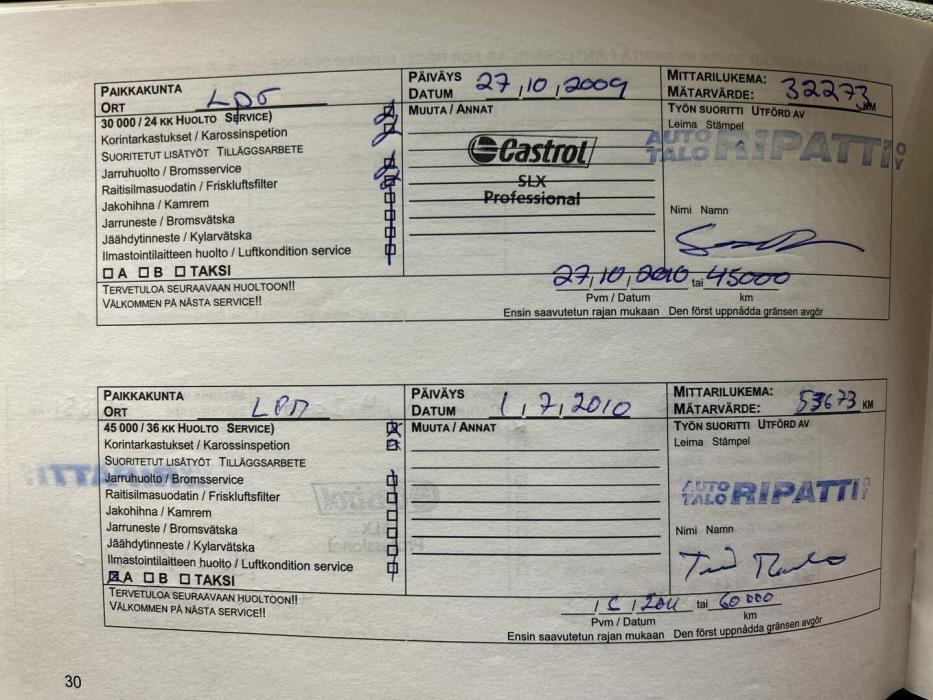 PAIKKAKUNTA
ORT
PÄIVÄYS
DATUM 27,10,2009
MITTARILUKEMA:
MÄTARVÄRDE: 32273 KM
30 000 / 24 KK HUOLTO SERVICE)
Korintarkastukset / Karossinspetion
SUORITETUT LISÄTYÖT TILLÄGGSARBETE
Jarruhuolto / Bromsservice
Raitisilmasuodatin / Friskluftsfilter
Jakohihna / Kamrem
Jarruneste / Bromsvätska
Jäähdytinneste / Kylarvätska
Ilmastointilaitteen huolto / Luftkondition service
A B TAKSI
MUUTA / ANNAT
Castrol
SLX
Professional
TYÖN SUORITTI UTFÖRD AV
Leima Stämpel
AUTO
TALO RIPATTI OY
Nimi Namn
TERVETULOA SEURAAVAAN HUOLTOON!!
VÄLKOMMEN PÅ NÄSTA SERVICE!!
27,10,2010 tai 45000
Pvm / Datum km
Ensin saavutetun rajan mukaan Den först uppnådda gränsen avgör
PAIKKAKUNTA
ORT
PÄIVÄYS
DATUM 1,7,2010
MITTARILUKEMA:
MÄTARVÄRDE: 53673 KM
45 000 / 36 KK HUOLTO SERVICE)
Korintarkastukset / Karossinspetion
SUORITETUT LISÄTYÖT TILLÄGGSARBETE
Jarruhuolto / Bromsservice
Raitisilmasuodatin / Friskluftsfilter
Jakohihna / Kamrem
Jarruneste / Bromsvätska
Jäähdytinneste / Kylarvätska
Ilmastointilaitteen huolto / Luftkondition service
A B TAKSI
MUUTA / ANNAT
TYÖN SUORITTI UTFÖRD AV
Leima Stämpel
AUTO
TALO RIPATTI OY
Nimi Namn
TERVETULOA SEURAAVAAN HUOLTOON!!
VÄLKOMMEN PÅ NÄSTA SERVICE!!
tai 60 000
Pvm / Datum km
Ensin saavutetun rajan mukaan Den först uppnådda gränsen avgör
30